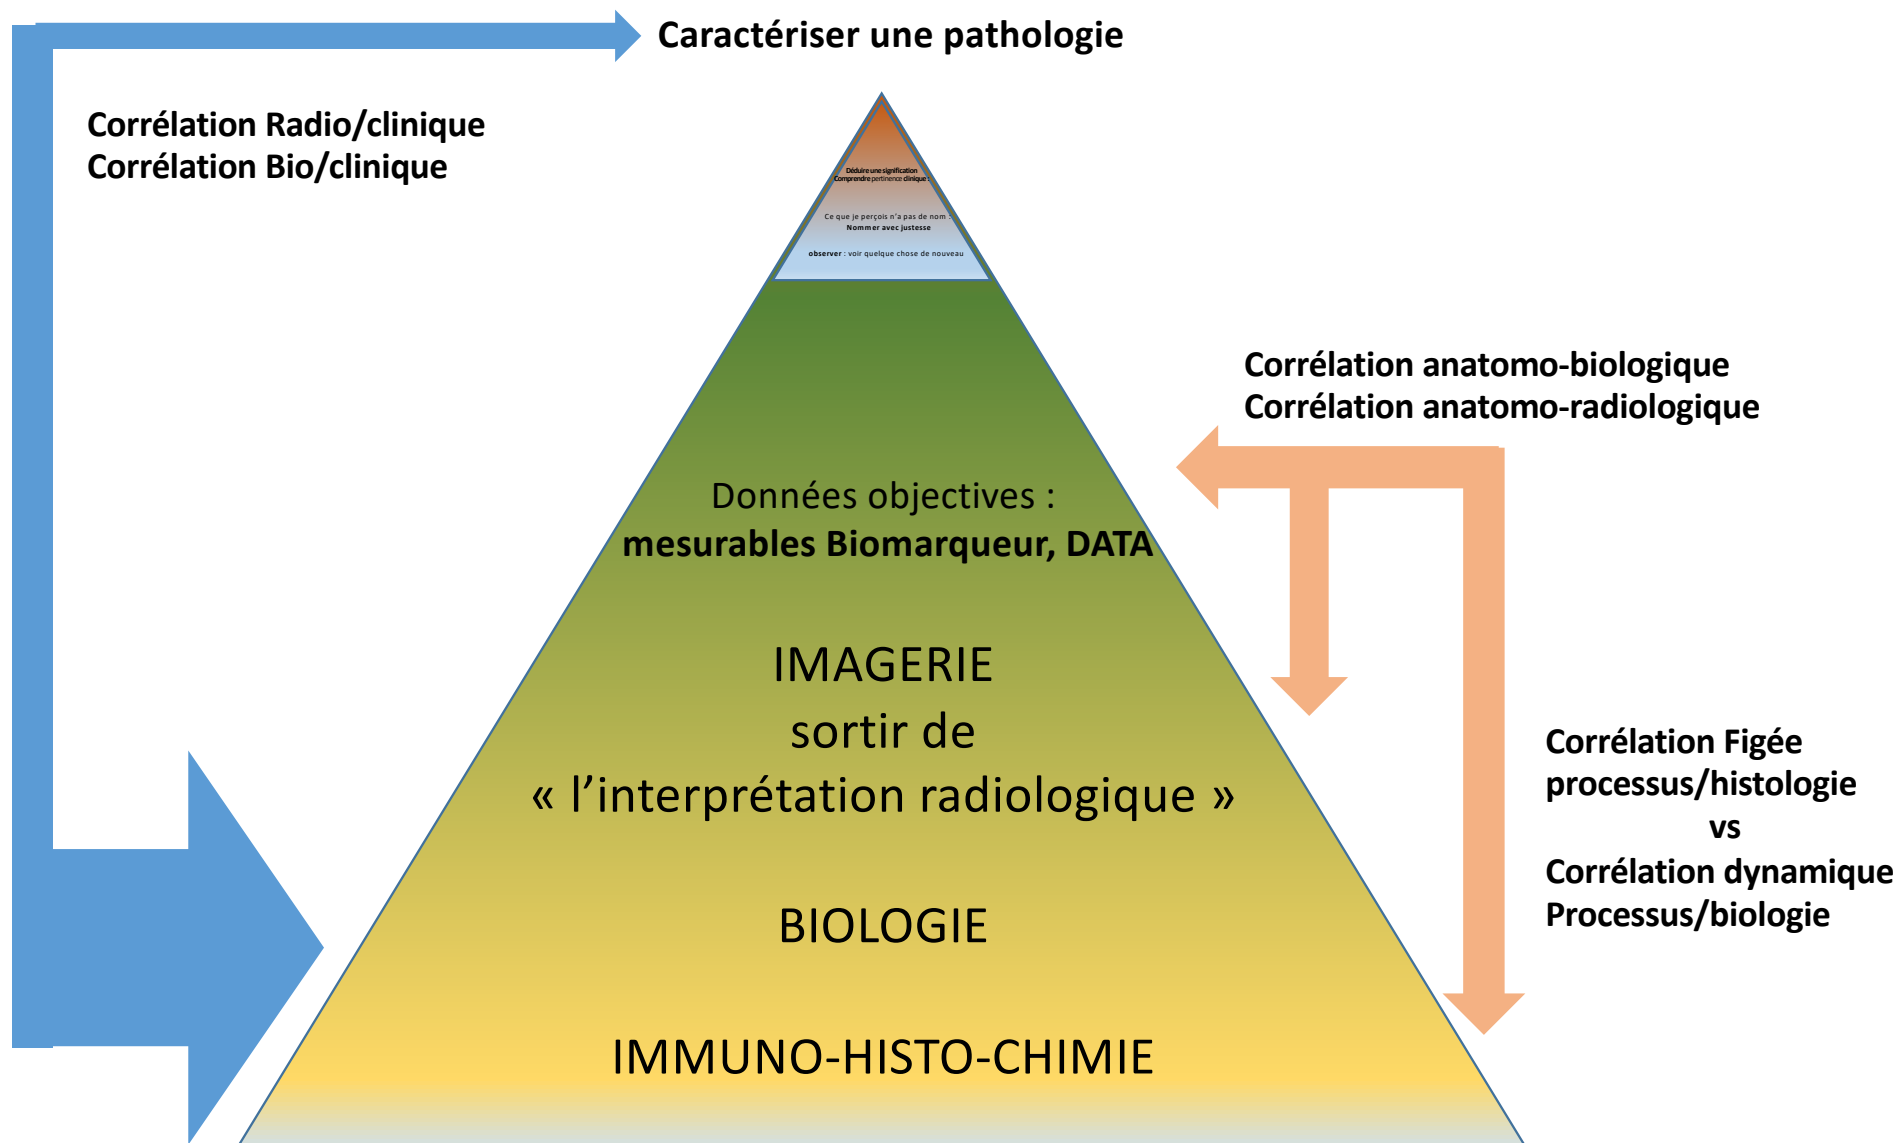 Caractériser une pathologie
Corrélation Radio/clinique
Corrélation Bio/clinique
Déduire une signification
Comprendre pertinence clinique :
Ce que je perçois n’a pas de nom :
Nommer avec justesse
observer : voir quelque chose de nouveau
Corrélation anatomo-biologique
Corrélation anatomo-radiologique
Données objectives :
mesurables Biomarqueur, DATA
IMAGERIE
sortir de
« l’interprétation radiologique »
BIOLOGIE
IMMUNO-HISTO-CHIMIE
Corrélation Figée
processus/histologie
vs
Corrélation dynamique
Processus/biologie